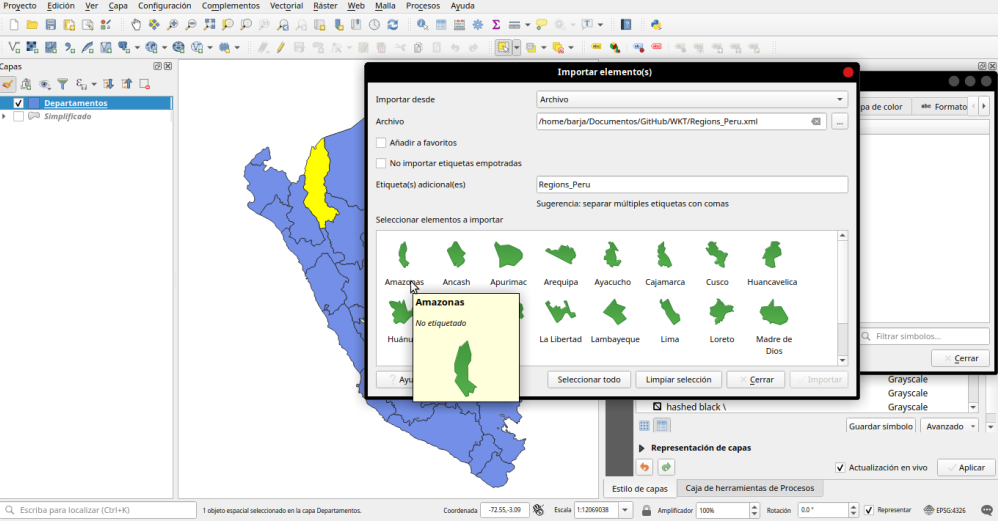 Proyecto Edición Ver Capa Configuración Complementos Vectorial Ráster Web Malla Procesos Ayuda
Capas
Departamentos
Simplificado
Importar elemento(s)
Importar desde
Archivo
Archivo
/home/barja/Documentos/GitHub/WKT/Regions_Peru.xml
...
Añadir a favoritos
No importar etiquetas empotradas
Etiqueta(s) adicional(es)
Regions_Peru
Sugerencia: separar múltiples etiquetas con comas
Seleccionar elementos a importar
Amazonas Ancash Apurimac Arequipa Ayacucho Cajamarca Cusco Huancavelica
Huánu La Libertad Lambayeque Lima Loreto Madre de
Dios
Amazonas
No etiquetado
Ayu Seleccionar todo Limpiar selección Cerrar Importar
pa de color abc Formato
Filtrar símbolos...
Cerrar
Grayscale
Grayscale
hashed black \ Grayscale
Guardar símbolo Avanzado
Representación de capas
Actualización en vivo Aplicar
Estilo de capas Caja de herramientas de Procesos
Escriba para localizar (Ctrl+K) 1 objeto espacial seleccionado en la capa Departamentos. Coordenada -72.55,-3.09 Escala 1:12069038 Amplificador 100% Rotación 0.0 ° Representar EPSG:4326